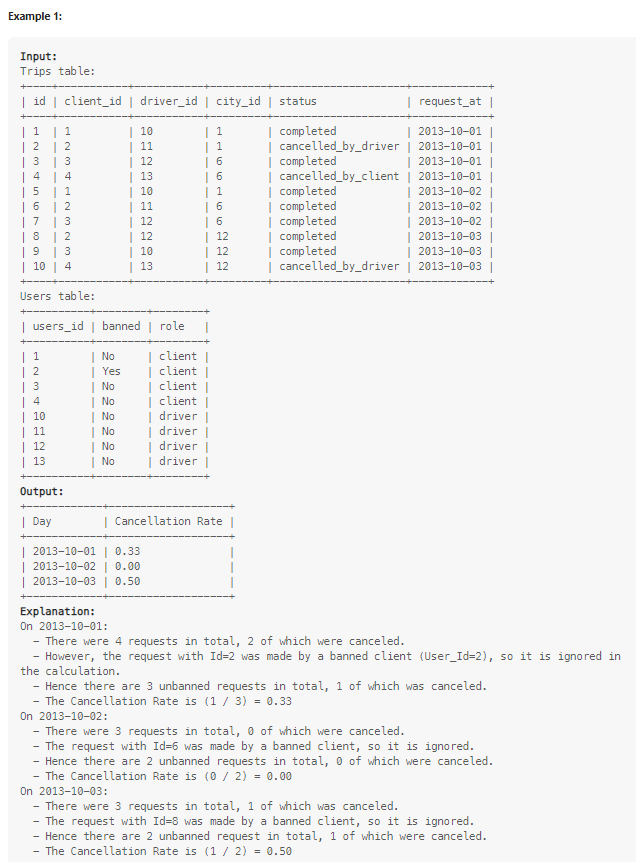 Example 1:
Input:
Trips table:
+----+-----------+-----------+---------+---------------------+------------+
| id | client_id | driver_id | city_id | status              | request_at |
+----+-----------+-----------+---------+---------------------+------------+
| 1  | 1         | 10        | 1       | completed           | 2013-10-01 |
| 2  | 2         | 11        | 1       | cancelled_by_driver | 2013-10-01 |
| 3  | 3         | 12        | 6       | completed           | 2013-10-01 |
| 4  | 4         | 13        | 6       | cancelled_by_client | 2013-10-01 |
| 5  | 1         | 10        | 1       | completed           | 2013-10-02 |
| 6  | 2         | 11        | 6       | completed           | 2013-10-02 |
| 7  | 3         | 12        | 6       | completed           | 2013-10-02 |
| 8  | 2         | 12        | 12      | completed           | 2013-10-03 |
| 9  | 3         | 10        | 12      | completed           | 2013-10-03 |
| 10 | 4         | 13        | 12      | cancelled_by_driver | 2013-10-03 |
+----+-----------+-----------+---------+---------------------+------------+
Users table:
+----------+--------+--------+
| users_id | banned | role   |
+----------+--------+--------+
| 1        | No     | client |
| 2        | Yes    | client |
| 3        | No     | client |
| 4        | No     | client |
| 10       | No     | driver |
| 11       | No     | driver |
| 12       | No     | driver |
| 13       | No     | driver |
+----------+--------+--------+
Output:
+------------+-------------------+
| Day        | Cancellation Rate |
+------------+-------------------+
| 2013-10-01 | 0.33              |
| 2013-10-02 | 0.00              |
| 2013-10-03 | 0.50              |
+------------+-------------------+
Explanation:
On 2013-10-01:
- There were 4 requests in total, 2 of which were canceled.
- However, the request with Id=2 was made by a banned client (User_Id=2), so it is ignored in
the calculation.
- Hence there are 3 unbanned requests in total, 1 of which was canceled.
- The Cancellation Rate is (1 / 3) = 0.33
On 2013-10-02:
- There were 3 requests in total, 0 of which were canceled.
- The request with Id=6 was made by a banned client, so it is ignored.
- Hence there are 2 unbanned requests in total, 0 of which were canceled.
- The Cancellation Rate is (0 / 2) = 0.00
On 2013-10-03:
- There were 3 requests in total, 1 of which was canceled.
- The request with Id=8 was made by a banned client, so it is ignored.
- Hence there are 2 unbanned request in total, 1 of which were canceled.
- The Cancellation Rate is (1 / 2) = 0.50